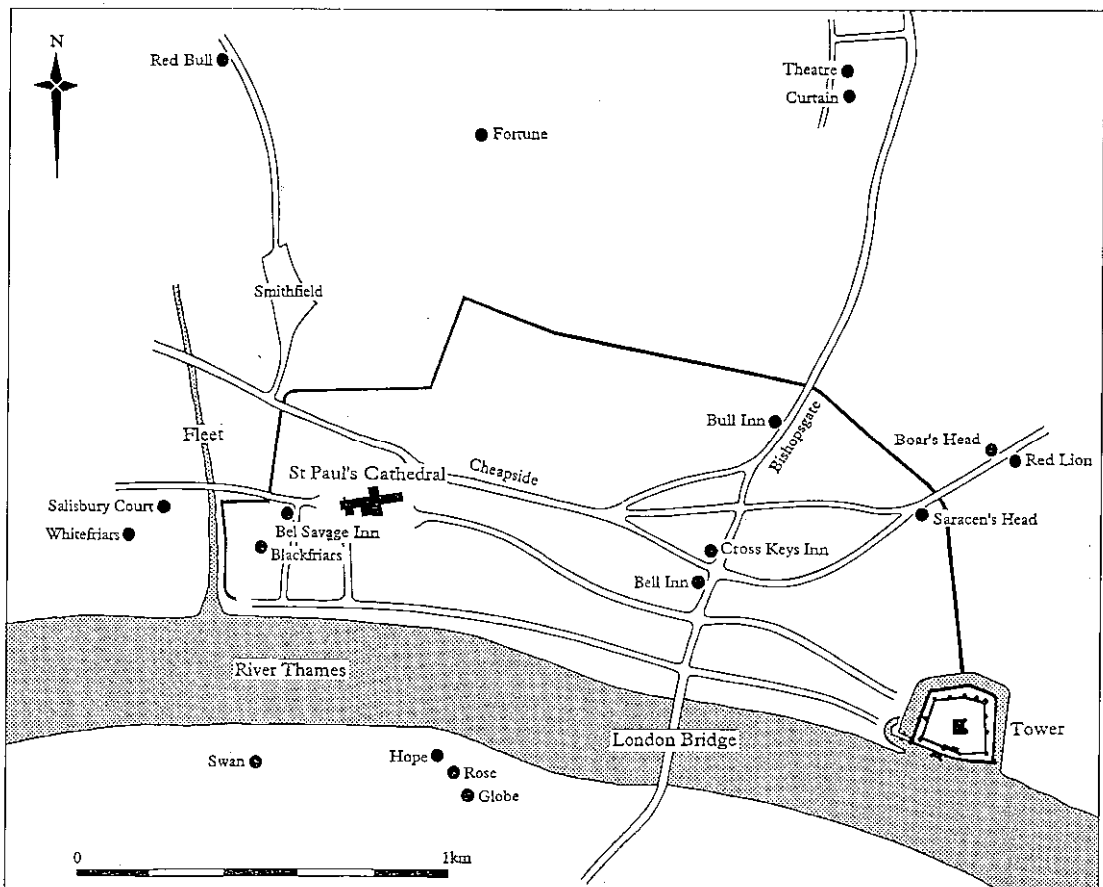 N
Red Bull
Theatre
Curtain
Fortune
Smithfield
Fleet
Bull Inn
Bishopsgate
Boar's Head
Red Lion
St Paul's Cathedral
Cheapside
Salisbury Court
Whitefriars
Bel Savage Inn
Blackfriars
Saracen's Head
Cross Keys Inn
Bell Inn
River Thames
London Bridge
Tower
Swan
Hope
Rose
Globe
0 1km